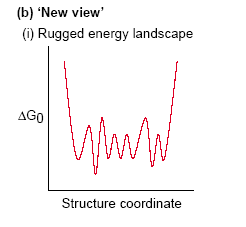 (b) ‘New view’
(i) Rugged energy landscape
ΔG0
Structure coordinate